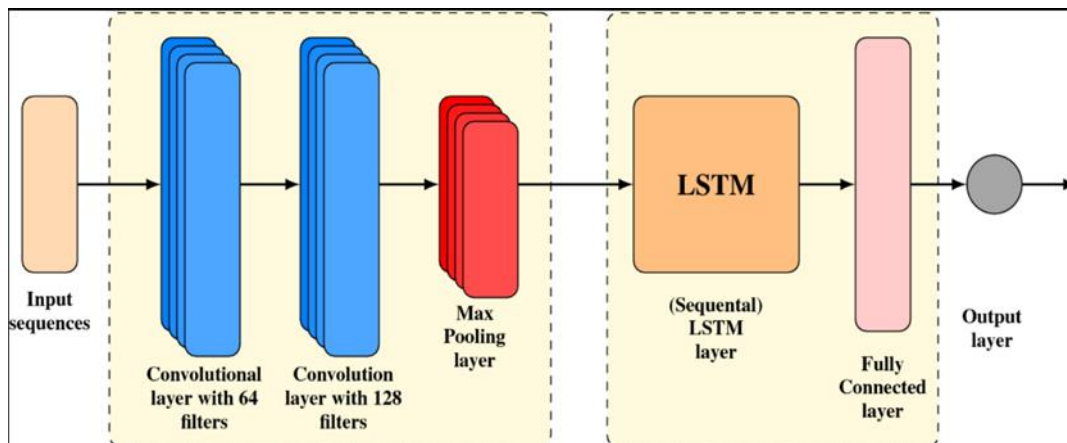 Input
sequences
Convolutional
layer with 64
filters
Convolution
layer with 128
filters
Max
Pooling
layer
LSTM
(Sequental)
LSTM
layer
Fully
Connected
layer
Output
layer